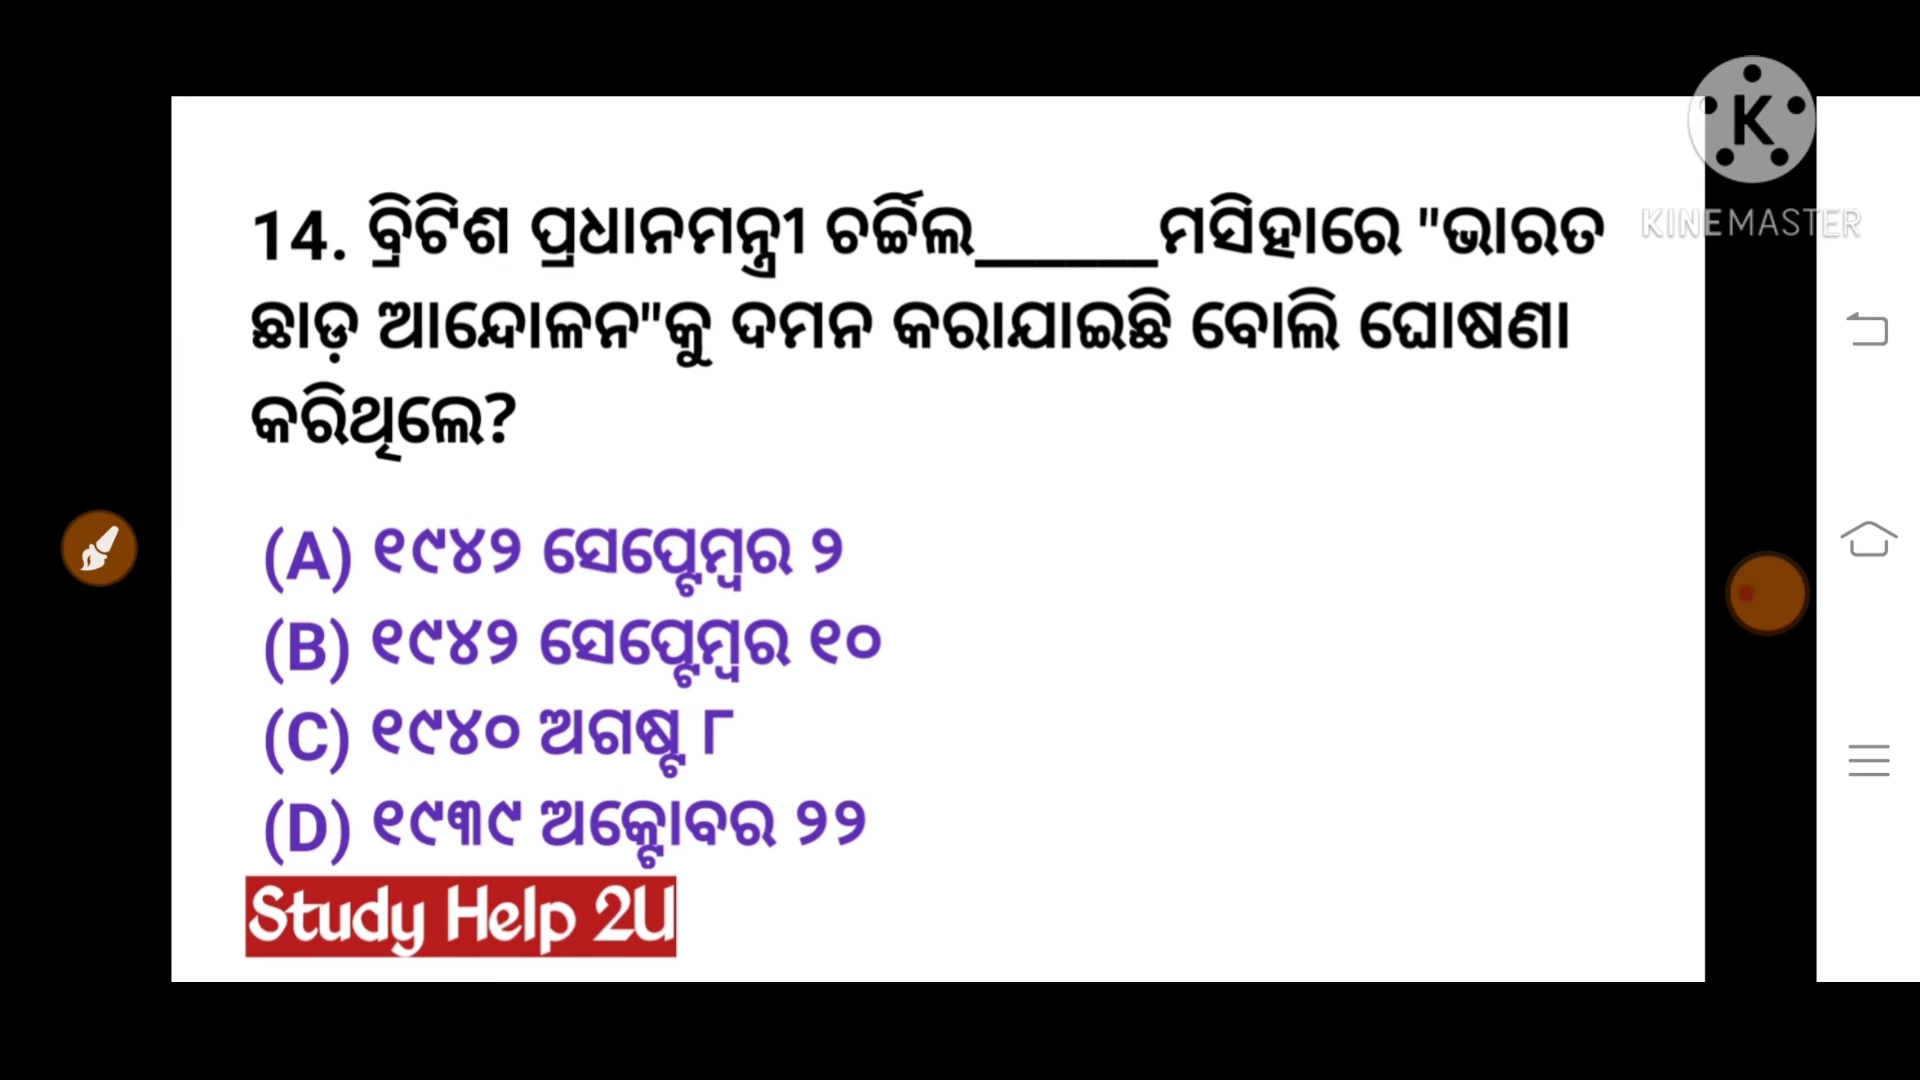 K
KINEMASTER
14. ବ୍ରିଟିଶ ପ୍ରଧାନମନ୍ତ୍ରୀ ଚର୍ଚ୍ଚିଲ______ମସିହାରେ "ଭାରତ
ଛାଡ଼ ଆନ୍ଦୋଳନ"କୁ ଦମନ କରାଯାଇଛି ବୋଲି ଘୋଷଣା
କରିଥିଲେ?
(A) ୧୯୪୨ ସେପ୍ଟେମ୍ବର ୨
(B) ୧୯୪୨ ସେପ୍ଟେମ୍ବର ୧୦
(C) ୧୯୪୦ ଅଗଷ୍ଟ ୮
(D) ୧୯୩୯ ଅକ୍ଟୋବର ୨୨
Study Help 2U